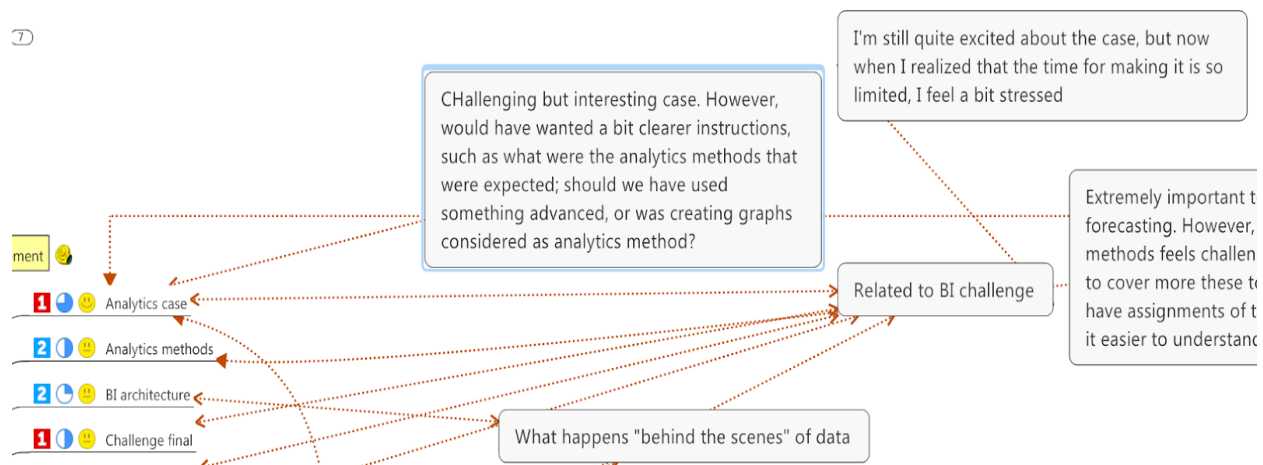 7
I'm still quite excited about the case, but now
when I realized that the time for making it is so
limited, I feel a bit stressed
CHallenging but interesting case. However,
would have wanted a bit clearer instructions,
such as what were the analytics methods that
were expected; should we have used
something advanced, or was creating graphs
considered as analytics method?
Extremely important t
forecasting. However,
methods feels challen
to cover more these t
have assignments of t
it easier to understand
ment
1 Analytics case
Related to BI challenge
2 Analytics methods
2 BI architecture
1 Challenge final
What happens "behind the scenes" of data